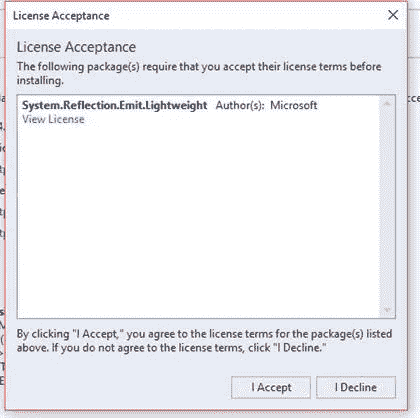 License Acceptance
License Acceptance
The following package(s) require that you accept their license terms before
installing.
System.Reflection.Emit.Lightweight Author(s): Microsoft
View License
By clicking "I Accept," you agree to the license terms for the package(s) listed
above. If you do not agree to the license terms, click "I Decline."
I Accept
I Decline